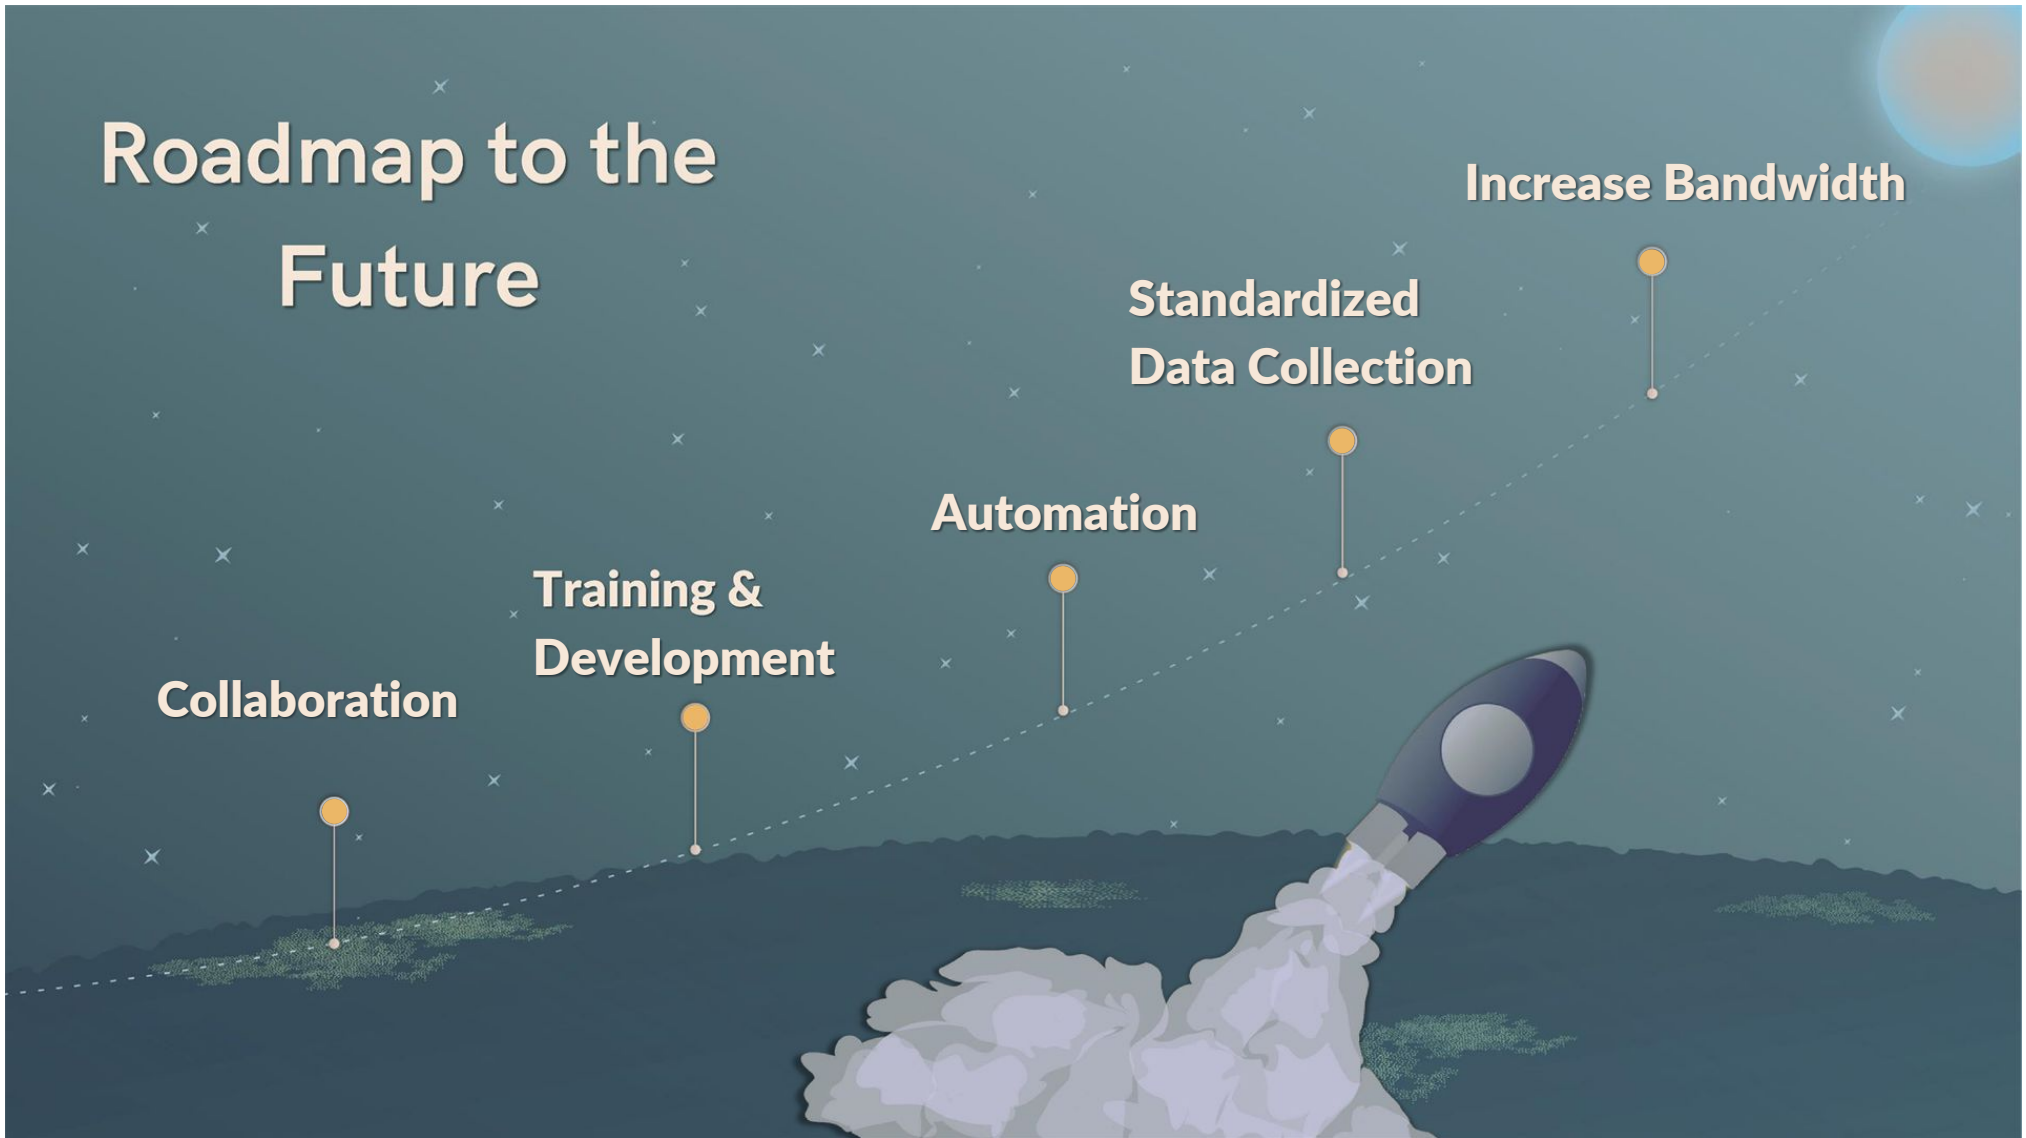 Roadmap to the
Future
Collaboration
Training &
Development
Automation
Standardized
Data Collection
Increase Bandwidth